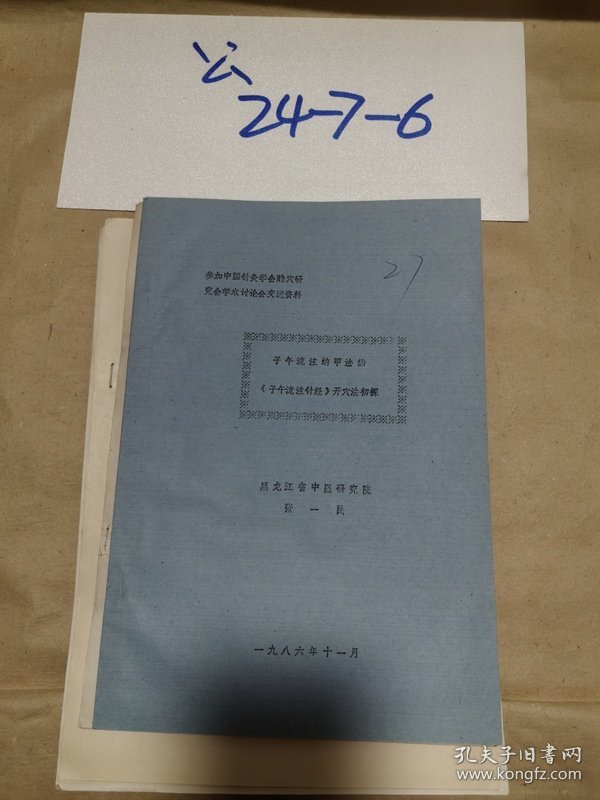 公
24-7-6
27
参加中国针灸学会腧穴研
究会学术讨论会交流资料
子午流注纳甲法的
《子午流注针经》开穴法初探
黑龙江省中医研究院
张一民
一九八六年十一月
孔夫子旧书网
www.kongfz.com